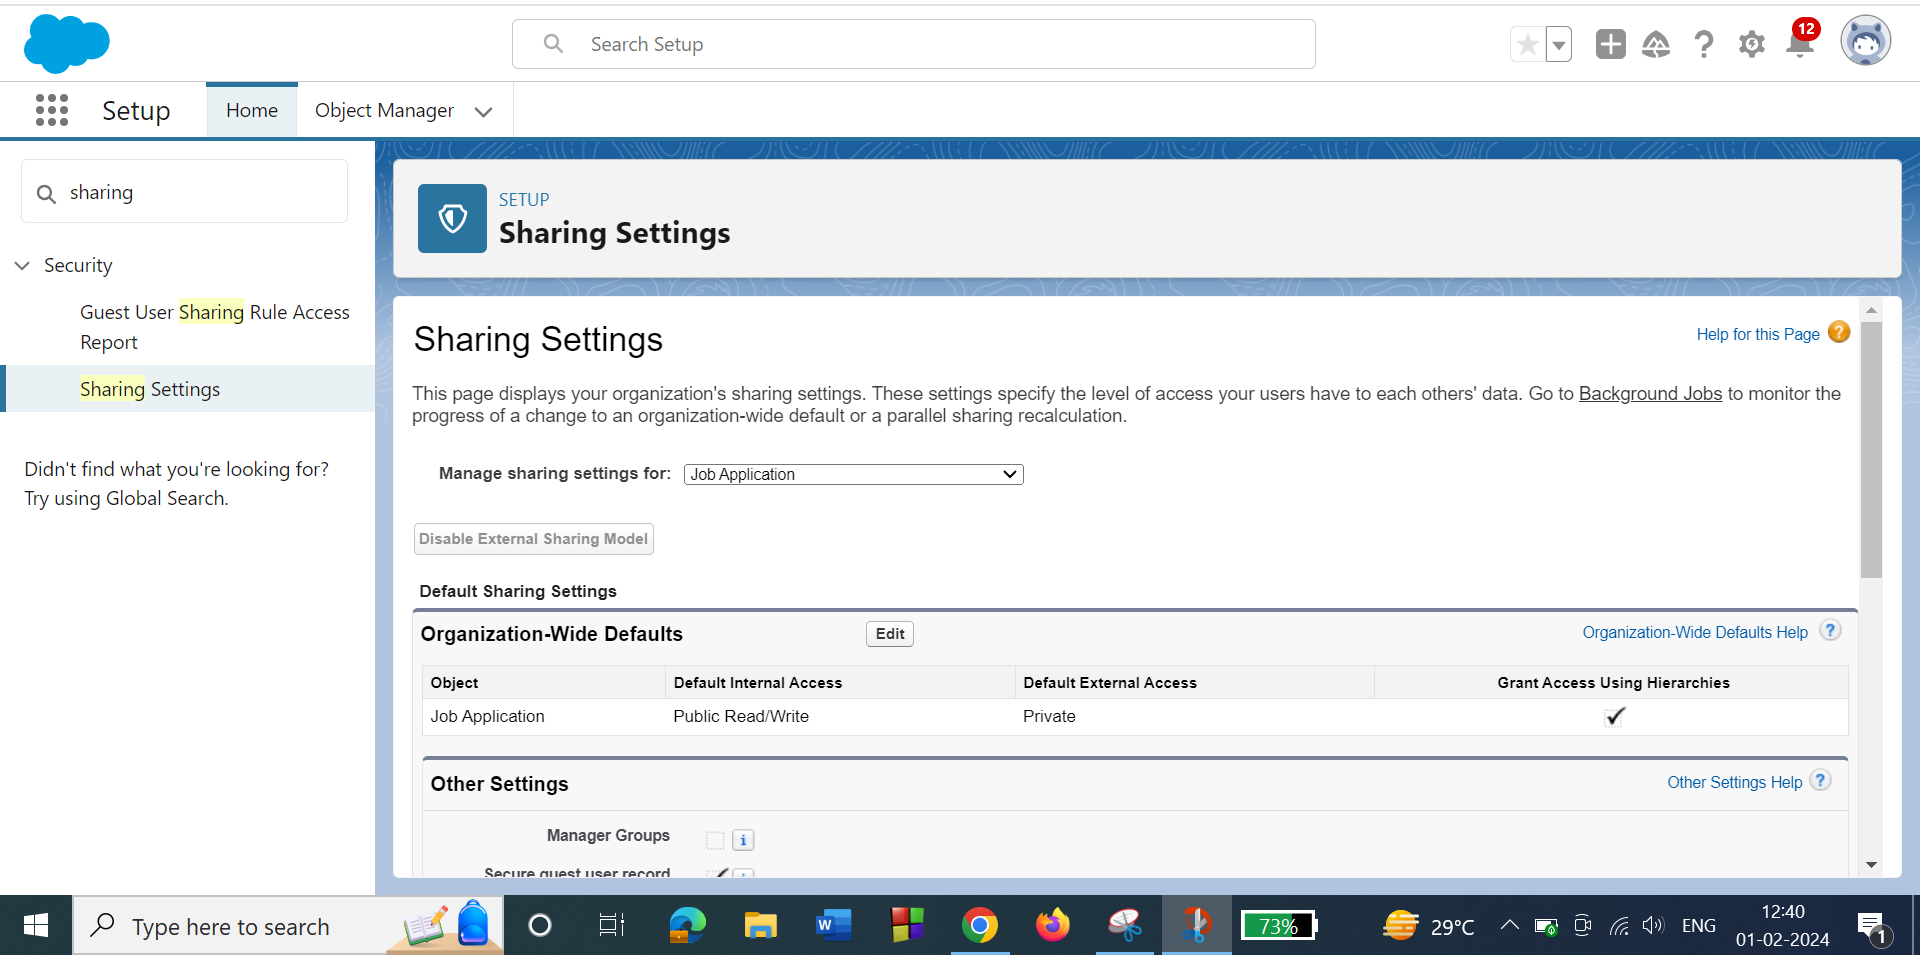 Search Setup
12
Setup
Home
Object Manager
sharing
Security
Guest User Sharing Rule Access
Report
Sharing Settings
Didn't find what you're looking for?
Try using Global Search.
SETUP
Sharing Settings
Sharing Settings
Help for this Page
This page displays your organization's sharing settings. These settings specify the level of access your users have to each others' data. Go to Background Jobs to monitor the
progress of a change to an organization-wide default or a parallel sharing recalculation.
Manage sharing settings for: Job Application
Disable External Sharing Model
Default Sharing Settings
Organization-Wide Defaults
Edit
Organization-Wide Defaults Help ?
Object Default Internal Access Default External Access Grant Access Using Hierarchies
Job Application Public Read/Write Private
Other Settings
Other Settings Help ?
Manager Groups
Secure guest user record
Type here to search
73%
29°C
ENG
12:40
01-02-2024
1